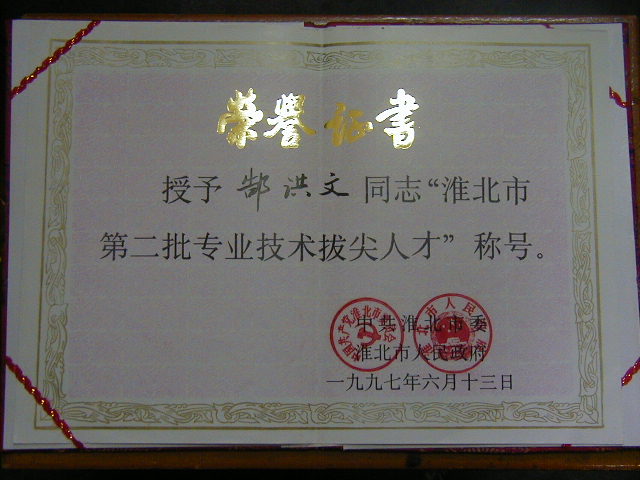 荣誉证书
授予郜洪文同志“淮北市
第二批专业技术拔尖人才”称号。
中共淮北市委
淮北市人民政府
一九九七年六月十三日